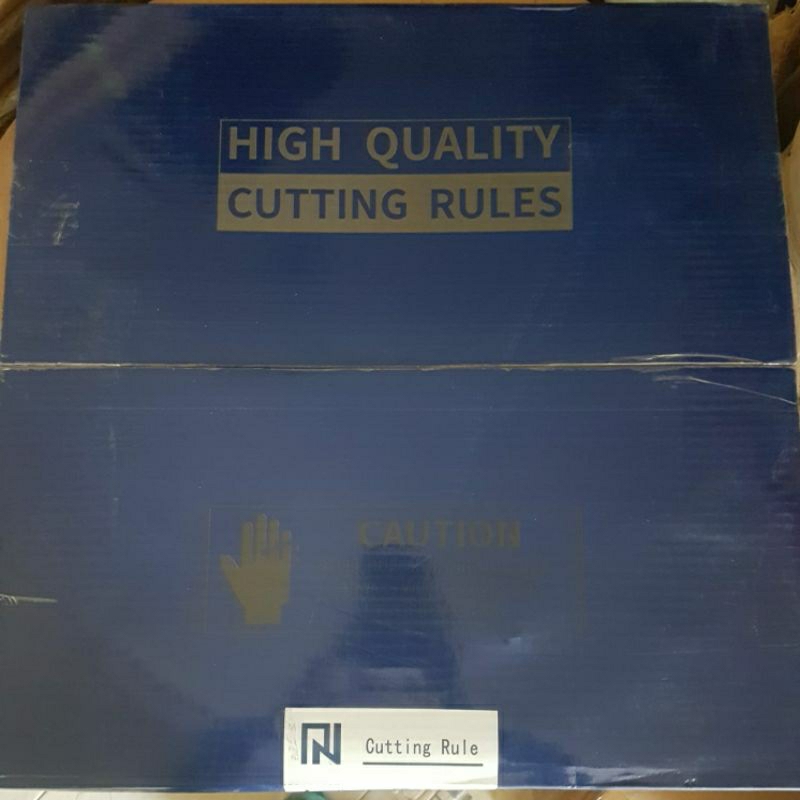 HIGH QUALITY
CUTTING RULES
CAUTION
Cutting Rule